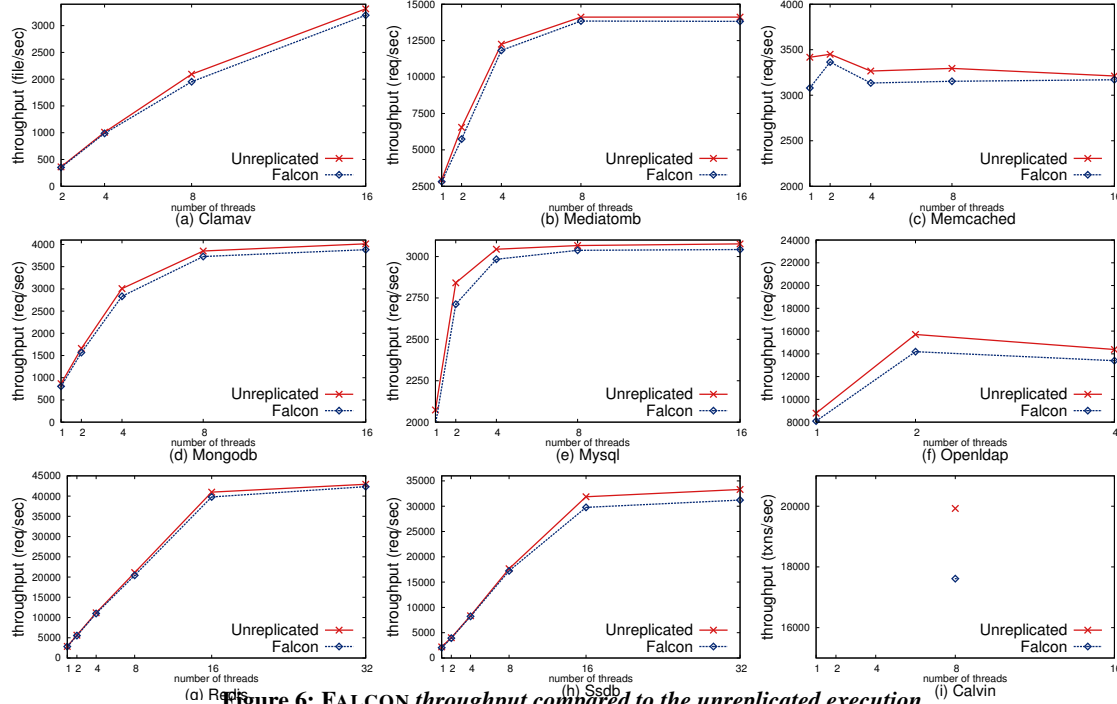 throughput (file/sec)
3000
2500
2000
1500
1000
500
0
Unreplicated
Falcon
2 4 8 16
number of threads
(a) Clamav
throughput (req/sec)
15000
12500
10000
7500
5000
2500
Unreplicated
Falcon
1 2 4 8 16
number of threads
(b) Mediatomb
throughput (req/sec)
4000
3500
3000
2500
2000
Unreplicated
Falcon
1 2 4 8 16
number of threads
(c) Memcached
throughput (req/sec)
4000
3500
3000
2500
2000
1500
1000
500
0
Unreplicated
Falcon
1 2 4 8 16
number of threads
(d) Mongodb
throughput (req/sec)
3000
2750
2500
2250
2000
Unreplicated
Falcon
1 2 4 8 16
number of threads
(e) Mysql
throughput (req/sec)
24000
22000
20000
18000
16000
14000
12000
10000
8000
Unreplicated
Falcon
1 2 4
number of threads
(f) Openldap
throughput (req/sec)
45000
40000
35000
30000
25000
20000
15000
10000
5000
0
Unreplicated
Falcon
1 2 4 8 16 32
number of threads
(g) Redis
throughput (req/sec)
35000
30000
25000
20000
15000
10000
5000
0
Unreplicated
Falcon
1 2 4 8 16 32
number of threads
(h) Ssdb
throughput (txns/sec)
20000
18000
16000
Unreplicated
Falcon
1 2 4 8 16
number of threads
(i) Calvin
Figure 6: FALCON throughput compared to the unreplicated execution